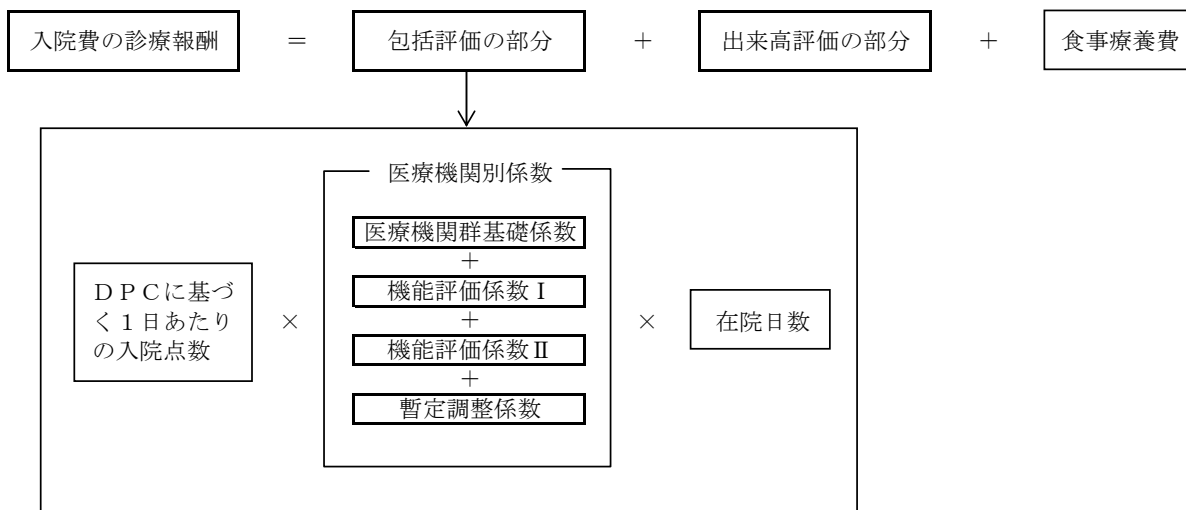 入院費の診療報酬 ＝ 包括評価の部分 ＋ 出来高評価の部分 ＋ 食事療養費
医療機関別係数
医療機関群基礎係数
＋
機能評価係数Ⅰ
＋
機能評価係数Ⅱ
＋
暫定調整係数
ＤＰＣに基づ
く１日あたり
の入院点数
×
×
在院日数